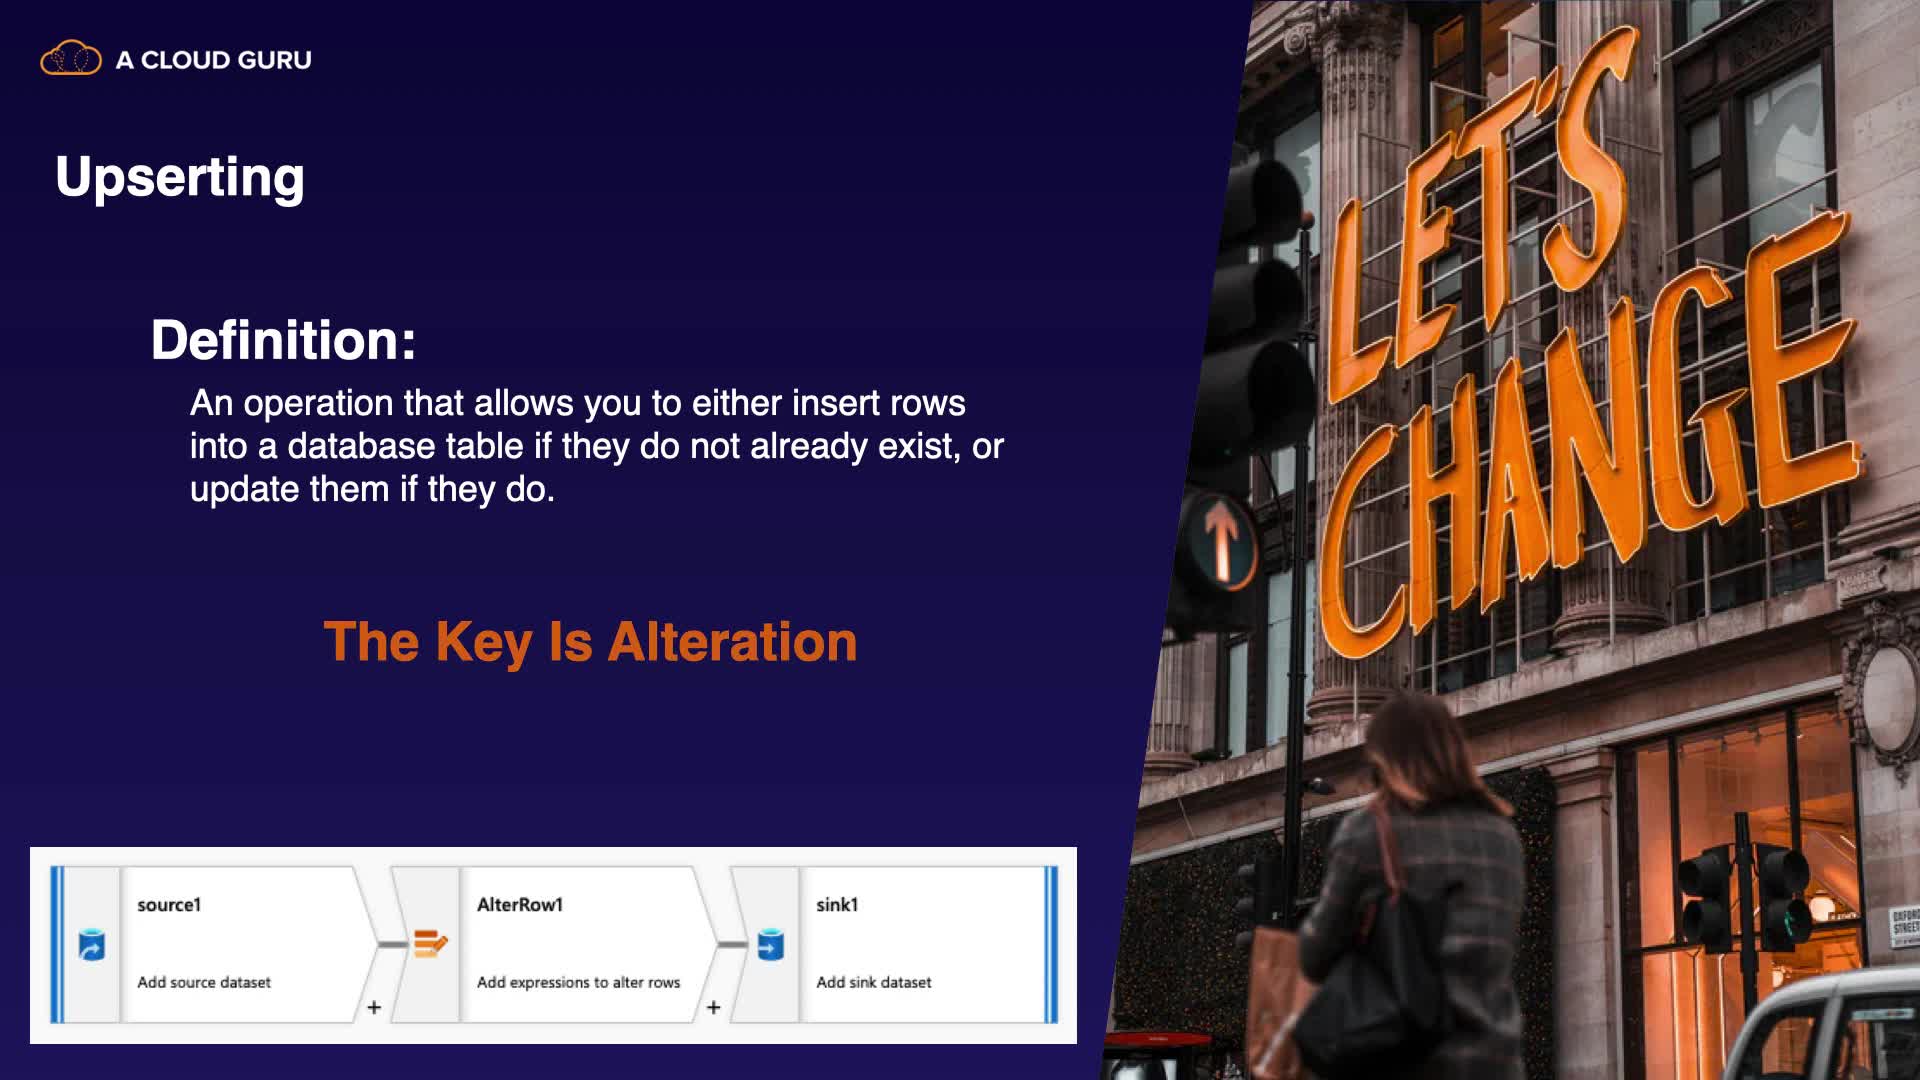 A CLOUD GURU
Upserting
Definition:
An operation that allows you to either insert rows
into a database table if they do not already exist, or
update them if they do.
The Key Is Alteration
source1
Add source dataset
+
AlterRow1
Add expressions to alter rows
+
sink1
Add sink dataset
LET'S
CHANGE
OXFORD
STREET